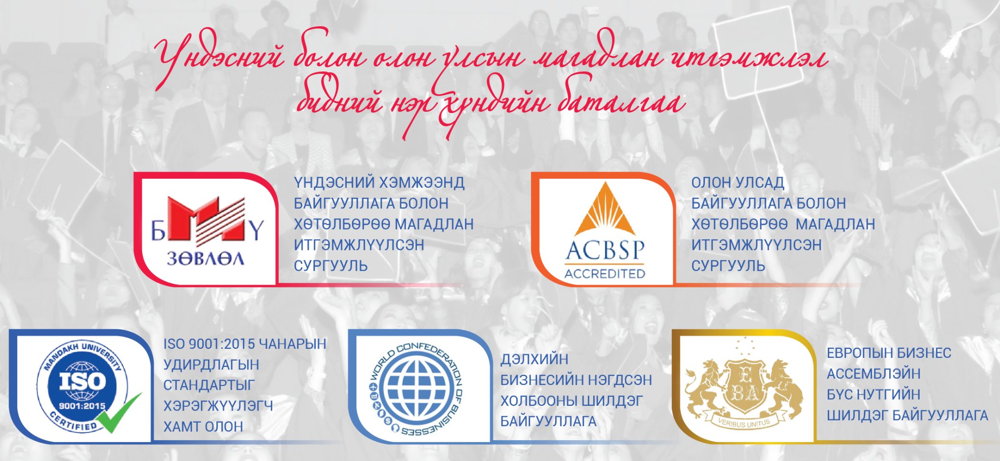 Үндэсний болон олон улсын магадлан итгэмжлэл
бидний нэр хүндийн баталгаа
Б МУ Ү
ЗӨВЛӨЛ
ҮНДЭСНИЙ ХЭМЖЭЭНД
БАЙГУУЛЛАГА БОЛОН
ХӨТӨЛБӨРӨӨ МАГАДЛАН
ИТГЭМЖЛҮҮЛСЭН
СУРГУУЛЬ
ACBSP
ACCREDITED
ОЛОН УЛСАД
БАЙГУУЛЛАГА БОЛОН
ХӨТӨЛБӨРӨӨ МАГАДЛАН
ИТГЭМЖЛҮҮЛСЭН
СУРГУУЛЬ
MANDAKH UNIVERSITY
ISO
9001:2015
CERTIFIED
ISO 9001:2015 ЧАНАРЫН
УДИРДЛАГЫН
СТАНДАРТЫГ
ХЭРЭГЖҮҮЛЭГЧ
ХАМТ ОЛОН
WORLD CONFEDERATION OF BUSINESSES
ДЭЛХИЙН
БИЗНЕСИЙН НЭГДСЭН
ХОЛБООНЫ ШИЛДЭГ
БАЙГУУЛЛАГА
E
BA
VERIBUS UNITUS
ЕВРОПЫН БИЗНЕС
АССЕМБЛЭЙН
БҮС НУТГИЙН
ШИЛДЭГ БАЙГУУЛЛАГА